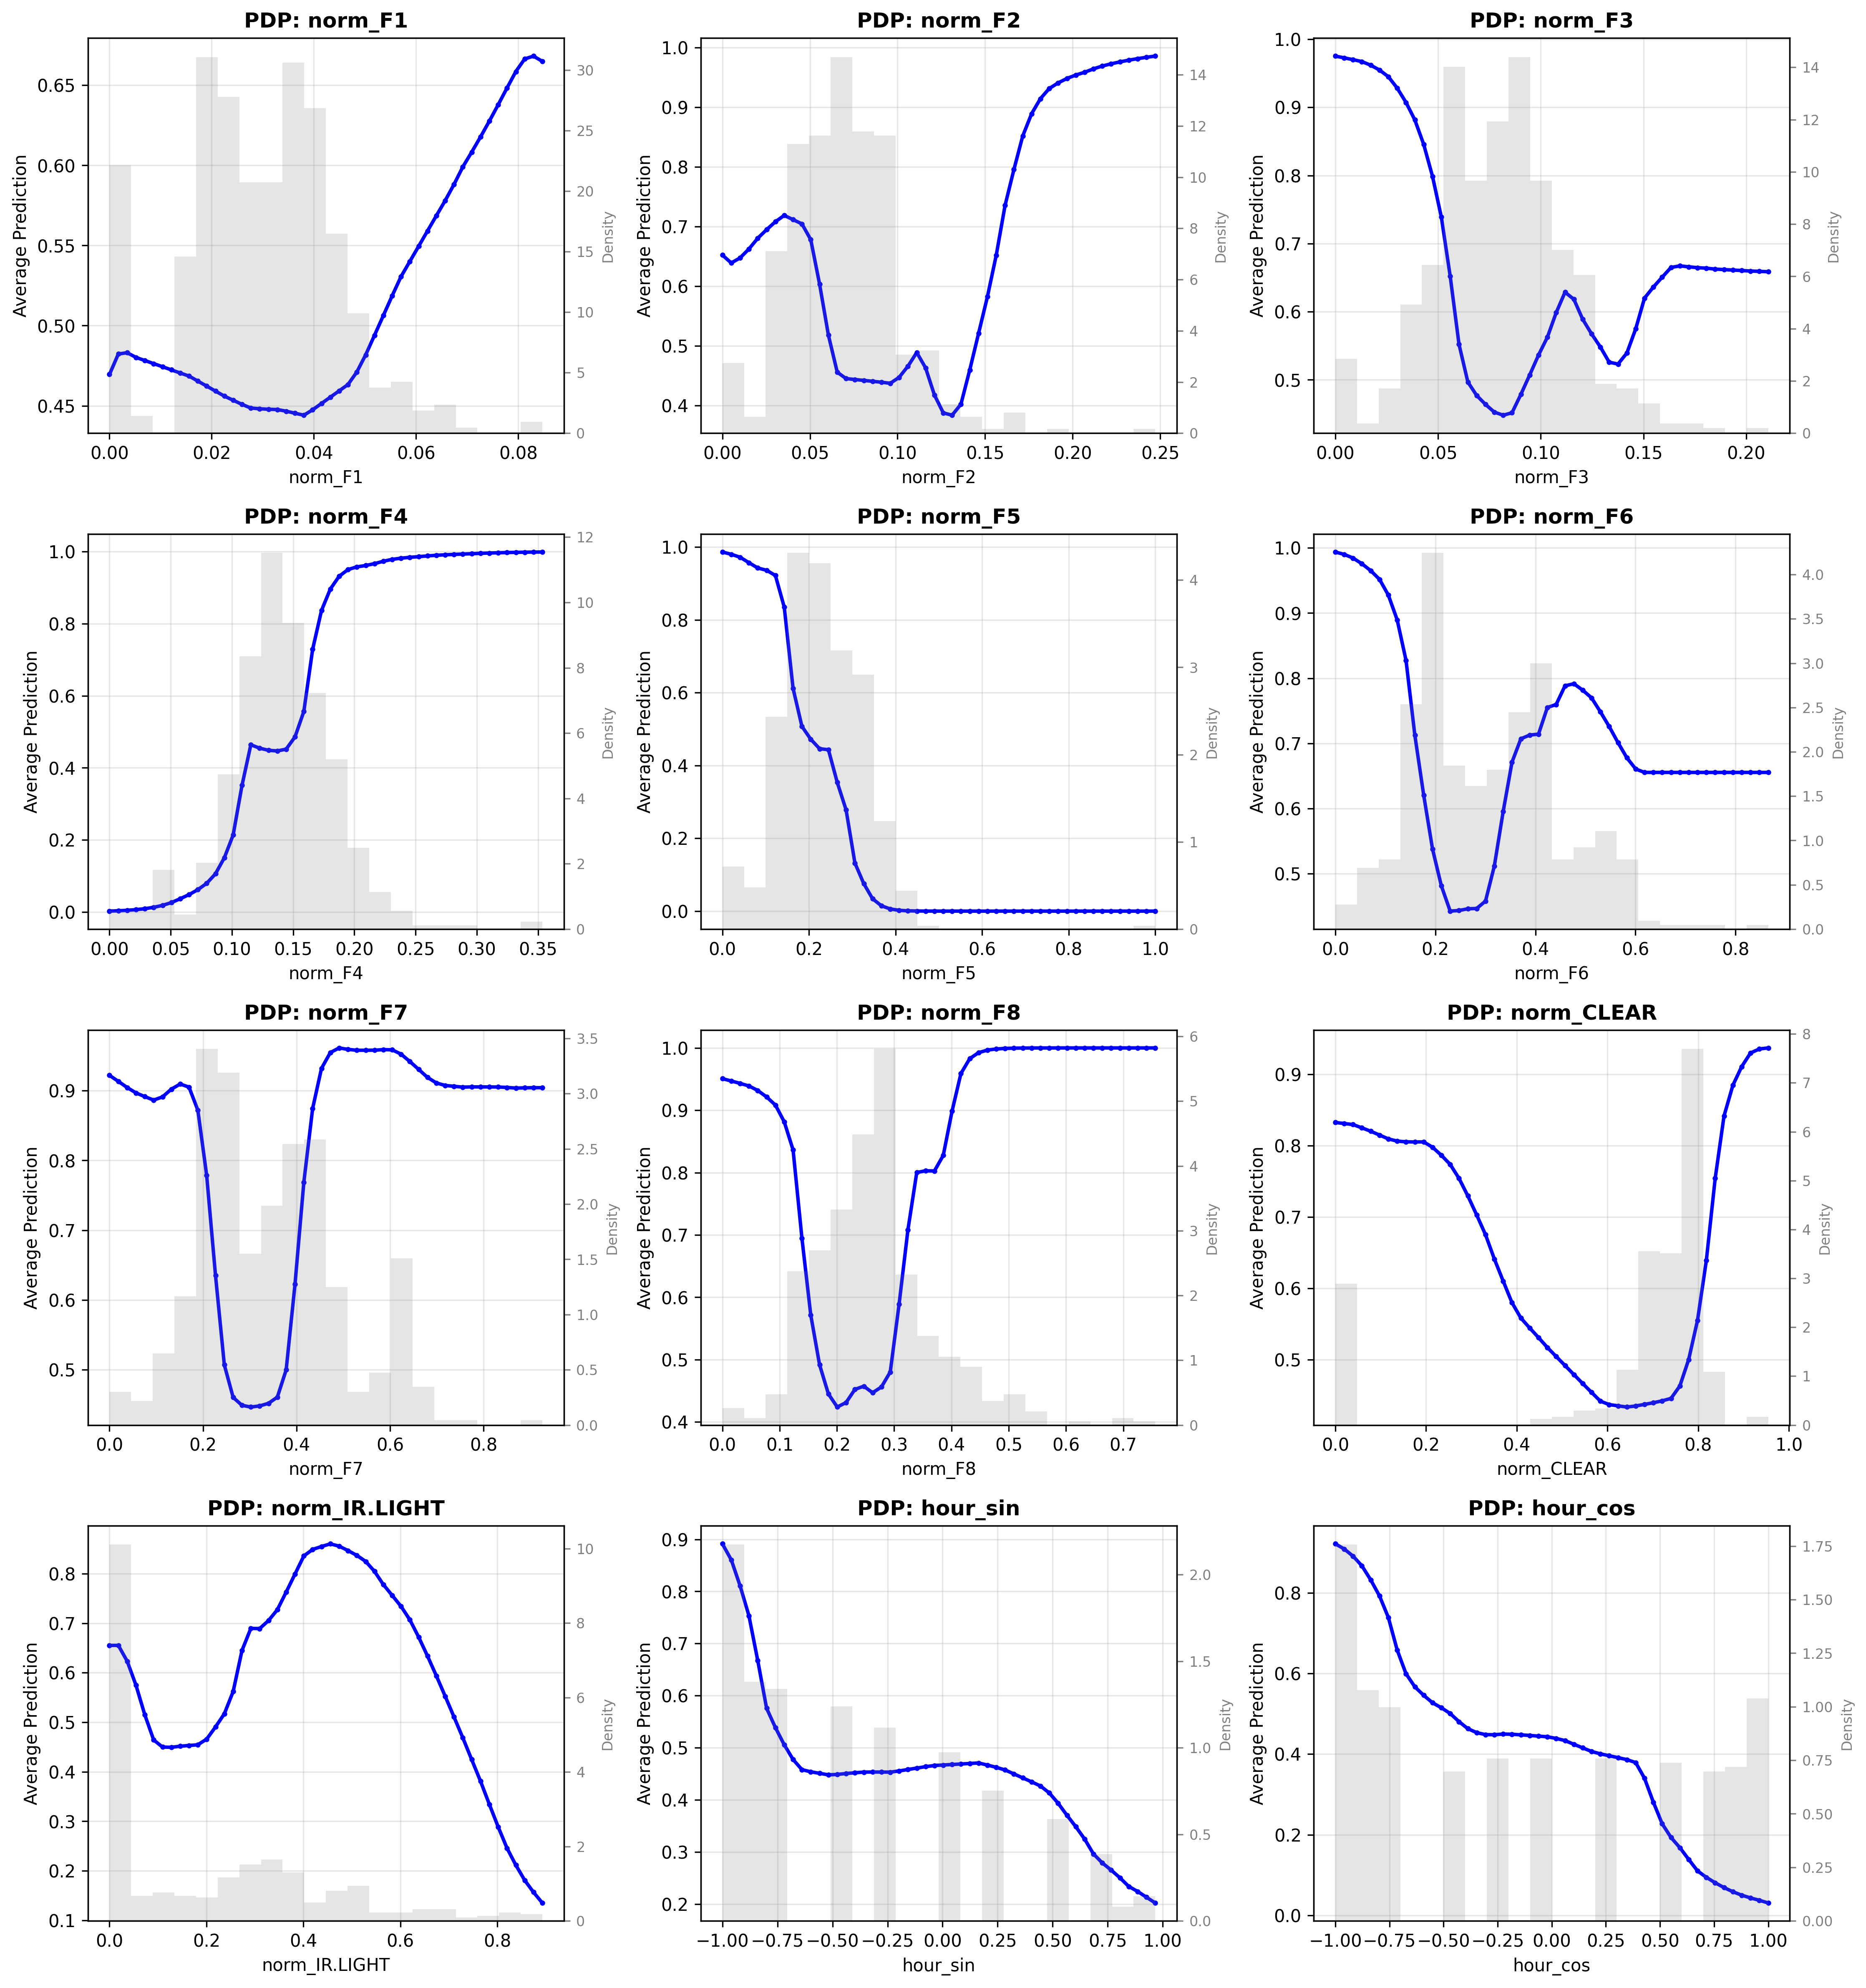 PDP: norm_F1
Average Prediction
0.65
0.60
0.55
0.50
0.45
30
25
20
15
10
5
0
Density
0.00 0.02 0.04 0.06 0.08
norm_F1
PDP: norm_F2
Average Prediction
1.0
0.9
0.8
0.7
0.6
0.5
0.4
14
12
10
8
6
4
2
0
Density
0.00 0.05 0.10 0.15 0.20 0.25
norm_F2
PDP: norm_F3
Average Prediction
1.0
0.9
0.8
0.7
0.6
0.5
14
12
10
8
6
4
2
0
Density
0.00 0.05 0.10 0.15 0.20
norm_F3
PDP: norm_F4
Average Prediction
1.0
0.8
0.6
0.4
0.2
0.0
12
10
8
6
4
2
0
Density
0.00 0.05 0.10 0.15 0.20 0.25 0.30 0.35
norm_F4
PDP: norm_F5
Average Prediction
1.0
0.8
0.6
0.4
0.2
0.0
4
3
2
1
0
Density
0.0 0.2 0.4 0.6 0.8 1.0
norm_F5
PDP: norm_F6
Average Prediction
1.0
0.9
0.8
0.7
0.6
0.5
4.0
3.5
3.0
2.5
2.0
1.5
1.0
0.5
0.0
Density
0.0 0.2 0.4 0.6 0.8
norm_F6
PDP: norm_F7
Average Prediction
0.9
0.8
0.7
0.6
0.5
3.5
3.0
2.5
2.0
1.5
1.0
0.5
0.0
Density
0.0 0.2 0.4 0.6 0.8
norm_F7
PDP: norm_F8
Average Prediction
1.0
0.9
0.8
0.7
0.6
0.5
0.4
6
5
4
3
2
1
0
Density
0.0 0.1 0.2 0.3 0.4 0.5 0.6 0.7
norm_F8
PDP: norm_CLEAR
Average Prediction
0.9
0.8
0.7
0.6
0.5
8
7
6
5
4
3
2
1
0
Density
0.0 0.2 0.4 0.6 0.8 1.0
norm_CLEAR
PDP: norm_IR.LIGHT
Average Prediction
0.8
0.7
0.6
0.5
0.4
0.3
0.2
0.1
10
8
6
4
2
0
Density
0.0 0.2 0.4 0.6 0.8
norm_IR.LIGHT
PDP: hour_sin
Average Prediction
0.9
0.8
0.7
0.6
0.5
0.4
0.3
0.2
2.0
1.5
1.0
0.5
0.0
Density
−1.00 −0.75 −0.50 −0.25 0.00 0.25 0.50 0.75 1.00
hour_sin
PDP: hour_cos
Average Prediction
0.8
0.6
0.4
0.2
0.0
1.75
1.50
1.25
1.00
0.75
0.50
0.25
0.00
Density
−1.00 −0.75 −0.50 −0.25 0.00 0.25 0.50 0.75 1.00
hour_cos